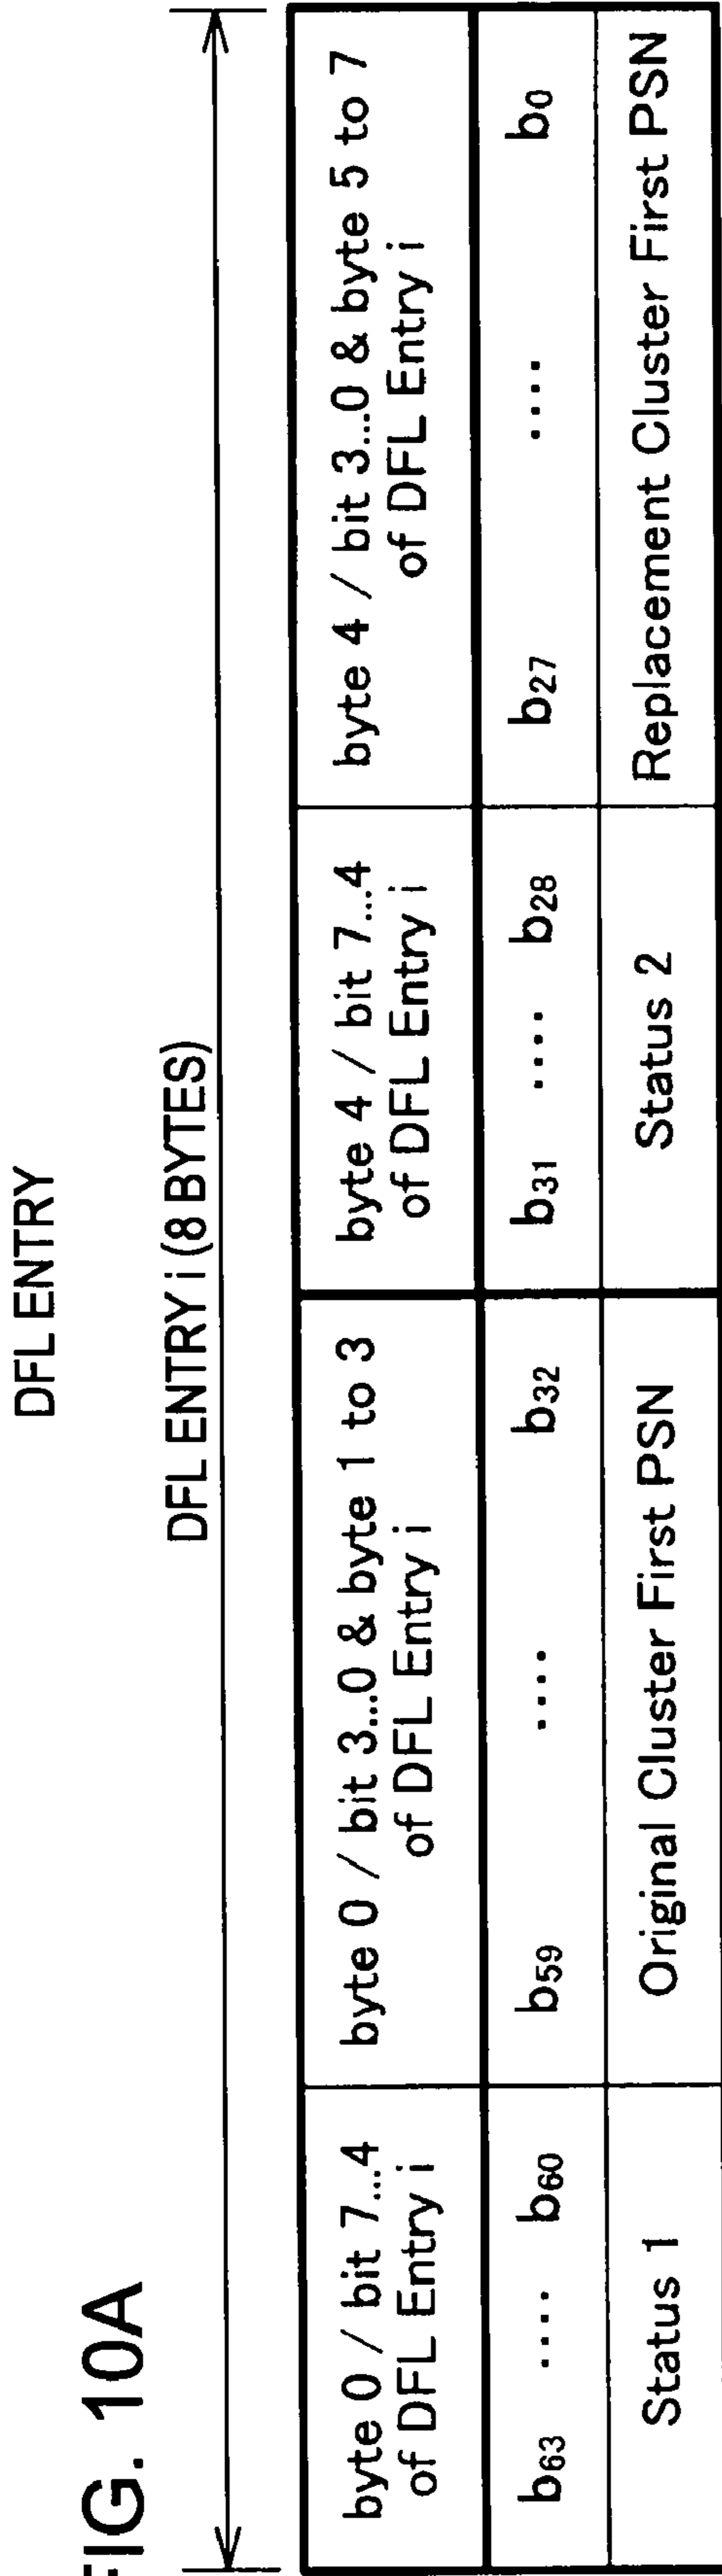 FIG. 10A
DFL ENTRY
DFL ENTRY i (8 BYTES)
byte 0 / bit 7...4
of DFL Entry i
byte 0 / bit 3...0 & byte 1 to 3
of DFL Entry i
byte 4 / bit 7...4
of DFL Entry i
byte 4 / bit 3...0 & byte 5 to 7
of DFL Entry i
b63 .... b60
b59 .... b32
b31 .... b28
b27 .... b0
Status 1
Original Cluster First PSN
Status 2
Replacement Cluster First PSN